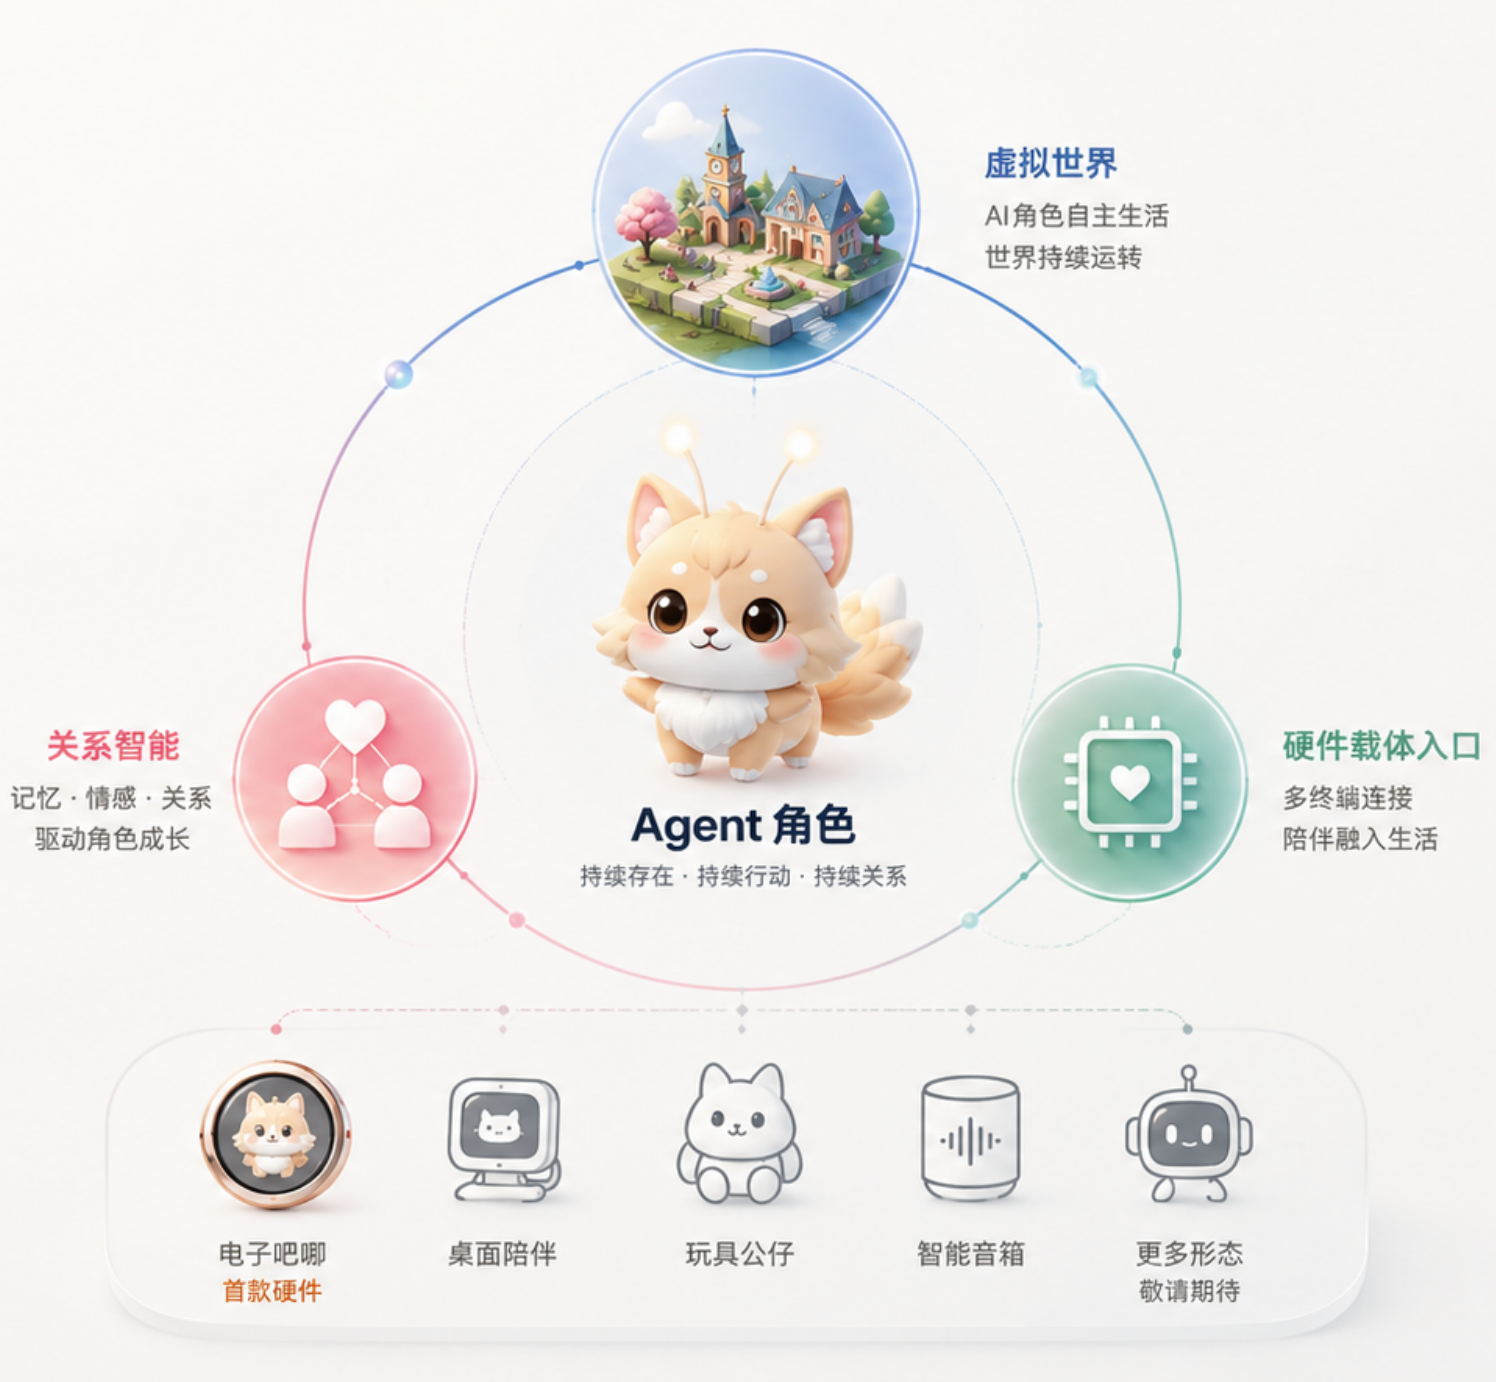 虚拟世界
AI角色自主生活
世界持续运转
关系智能
记忆 · 情感 · 关系
驱动角色成长
硬件载体入口
多终端连接
陪伴融入生活
Agent 角色
持续存在 · 持续行动 · 持续关系
电子吧唧
首款硬件
桌面陪伴
玩具公仔
智能音箱
更多形态
敬请期待